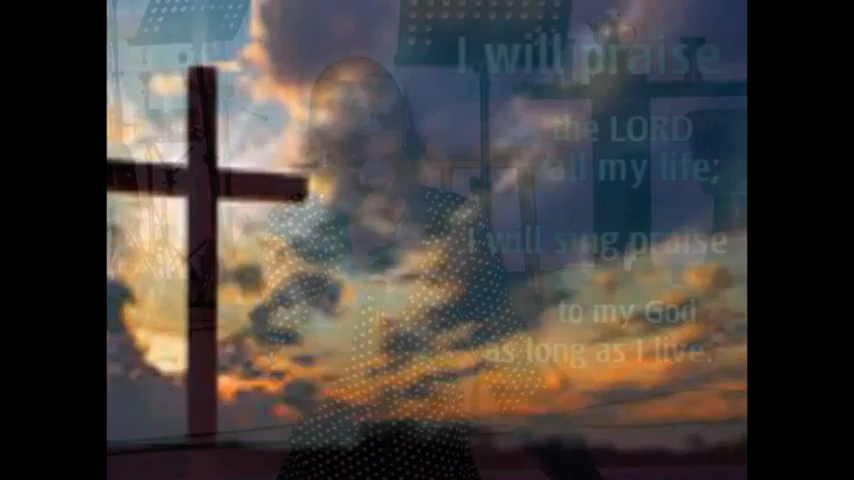 I will praise
the LORD
all my life;
I will sing praise
to my God
as long as I live.